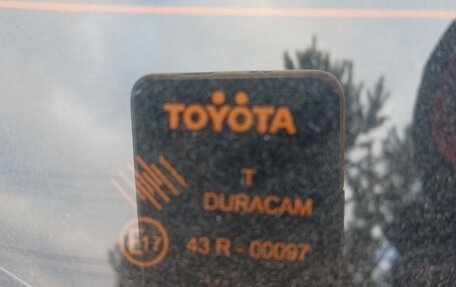 TOYOTA
T
DURACAM
E17 43 R - 00097